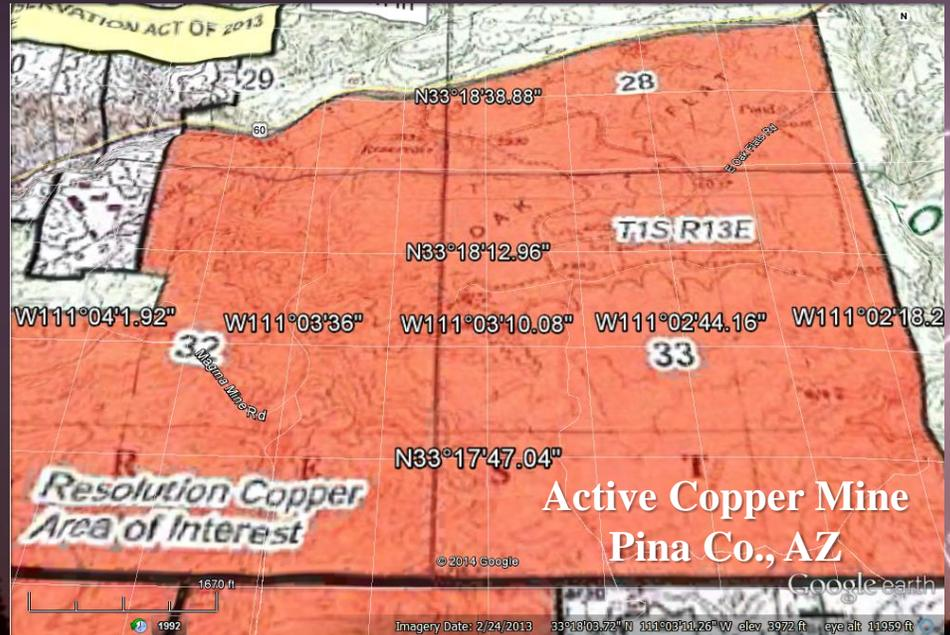 ERVATION ACT OF 2013
29
28
N33°18'38.88"
60
FLAT
E Oak Flats Rd
Reservoir
OAK
T1S R13E
N33°18'12.96"
W111°04'1.92" W111°03'36" W111°03'10.08" W111°02'44.16" W111°02'18.2
32
33
Magma Mine Rd
N33°17'47.04"
R E S T
Resolution Copper
Area of Interest
Active Copper Mine
Pina Co., AZ
© 2014 Google
Google earth
1670 ft
1992
Imagery Date: 2/24/2013 33°18'03.72" N 111°03'11.26" W elev 3972 ft eye alt 11959 ft
N